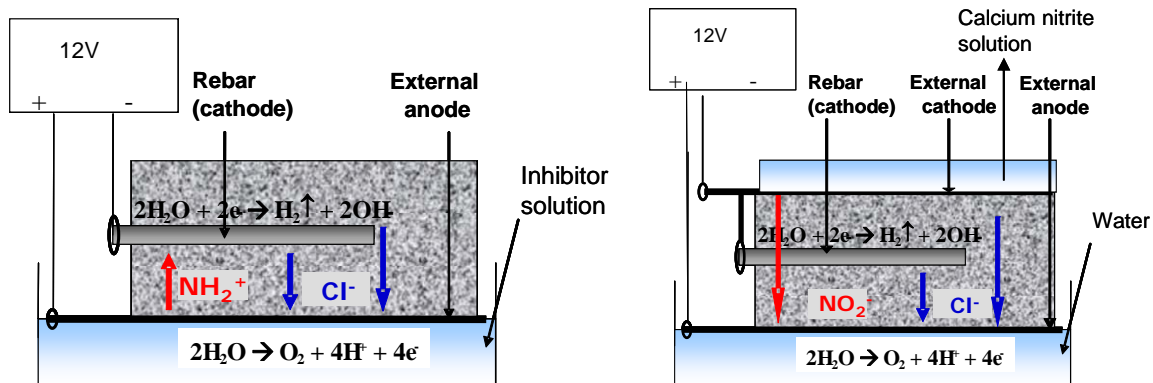 12V
+ -
Rebar
(cathode)
External
anode
Inhibitor
solution
2H₂O + 2e- → H₂↑ + 2OH-
NH₂⁺
Cl⁻
2H₂O → O₂ + 4H⁺ + 4e⁻
Calcium nitrite
solution
12V
+ -
Rebar
(cathode)
External
cathode
External
anode
Water
2H₂O + 2e- → H₂↑ + 2OH-
NO₂⁻
Cl⁻
2H₂O → O₂ + 4H⁺ + 4e⁻